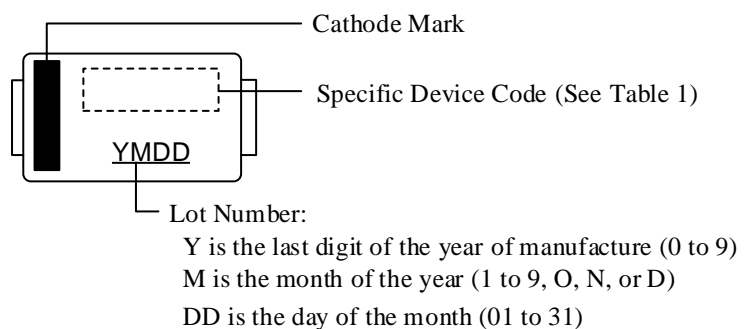 Cathode Mark
Specific Device Code (See Table 1)
YMDD
Lot Number:
Y is the last digit of the year of manufacture (0 to 9)
M is the month of the year (1 to 9, O, N, or D)
DD is the day of the month (01 to 31)